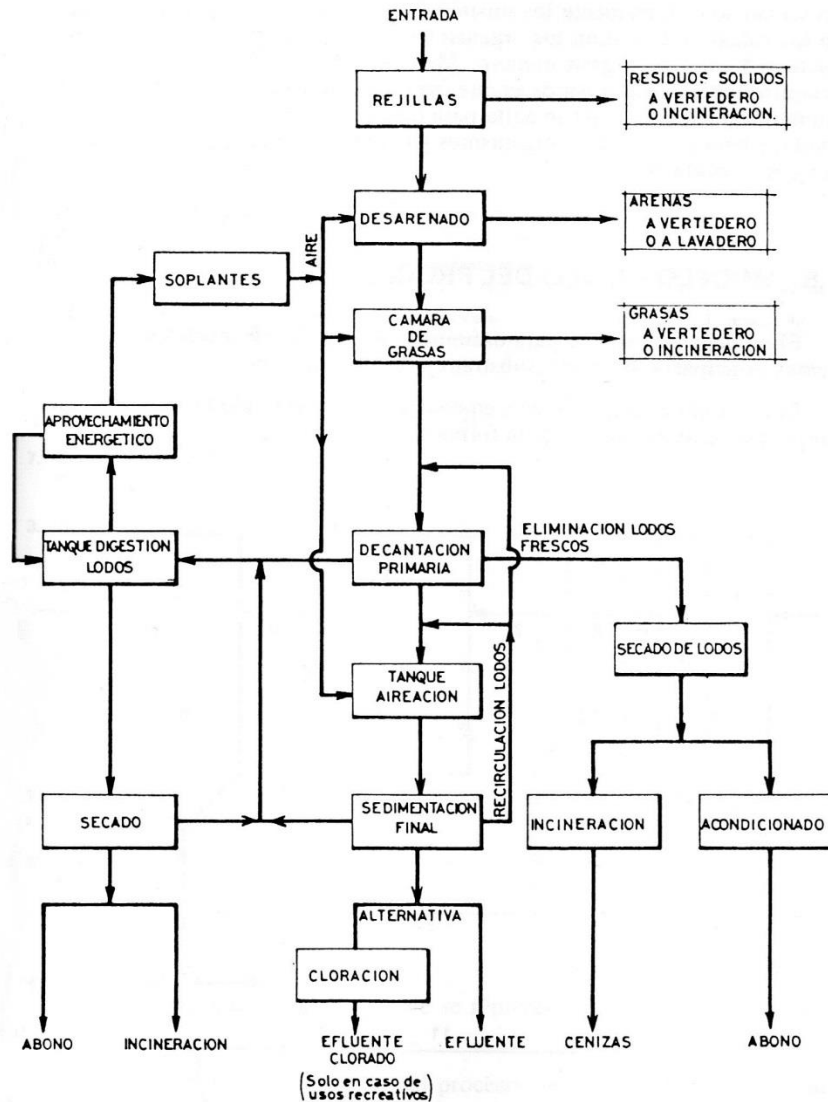 ENTRADA
REJILLAS
RESIDUOS SOLIDOS
A VERTEDERO
O INCINERACION.
DESARENADO
ARENAS
A VERTEDERO
O A LAVADERO
AIRE
SOPLANTES
CAMARA
DE
GRASAS
GRASAS
A VERTEDERO
O INCINERACION
APROVECHAMIENTO
ENERGETICO
TANQUE DIGESTION
LODOS
DECANTACION
PRIMARIA
ELIMINACION LODOS
FRESCOS
SECADO DE LODOS
TANQUE
AIREACION
RECIRCULACION LODOS
SECADO
SEDIMENTACION
FINAL
INCINERACION
ACONDICIONADO
ALTERNATIVA
CLORACION
ABONO
INCINERACION
EFLUENTE
CLORADO
(Solo en caso de
usos recreativos)
EFLUENTE
CENIZAS
ABONO